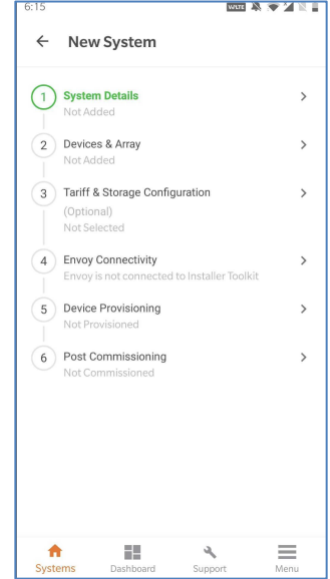 6:15
VoLTE
New System
1
System Details
Not Added
2
Devices & Array
Not Added
3
Tariff & Storage Configuration
(Optional)
Not Selected
4
Envoy Connectivity
Envoy is not connected to Installer Toolkit
5
Device Provisioning
Not Provisioned
6
Post Commissioning
Not Commissioned
Systems
Dashboard
Support
Menu